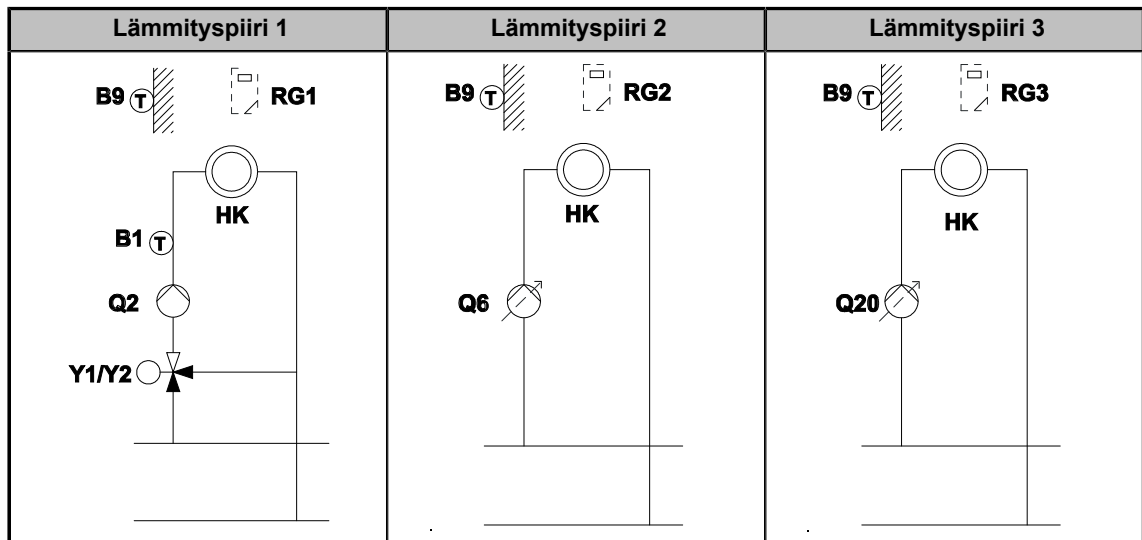 Lämmityspiiri 1
Lämmityspiiri 2
Lämmityspiiri 3
B9 T RG1
HK
B1 T
Q2
Y1/Y2
B9 T RG2
HK
Q6
B9 T RG3
HK
Q20